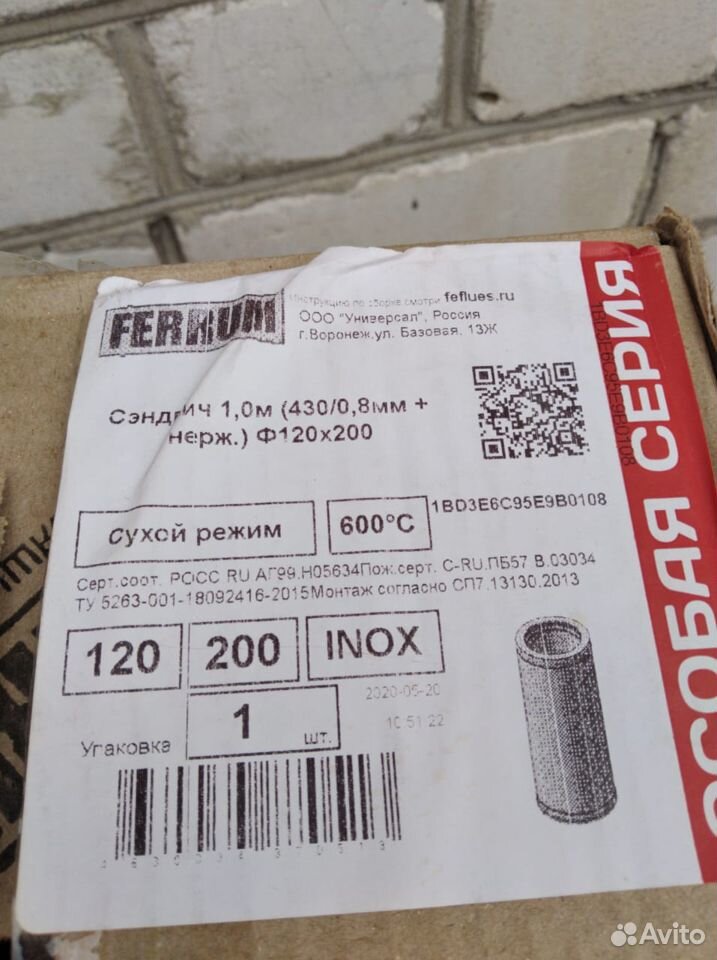 FERRUM
Инструкцию по сборке смотри feflues.ru
ООО "Универсал", Россия
г.Воронеж,ул. Базовая, 13Ж
Сэндвич 1,0м (430/0,8мм +
нерж.) Ф120х200
1BD3E6C95E9B0108
сухой режим
600°C
Серт.соот. РОСС RU АГ99.Н05634Пож.серт. C-RU.ПБ57 В.03034
ТУ 5263-001-18092416-2015Монтаж согласно СП7.13130.2013
120
200
INOX
2020-05-20
10 51 22
Упаковка
1
шт.
ОСОБАЯ СЕРИЯ
1BD3E6C95E9B0108
Avito